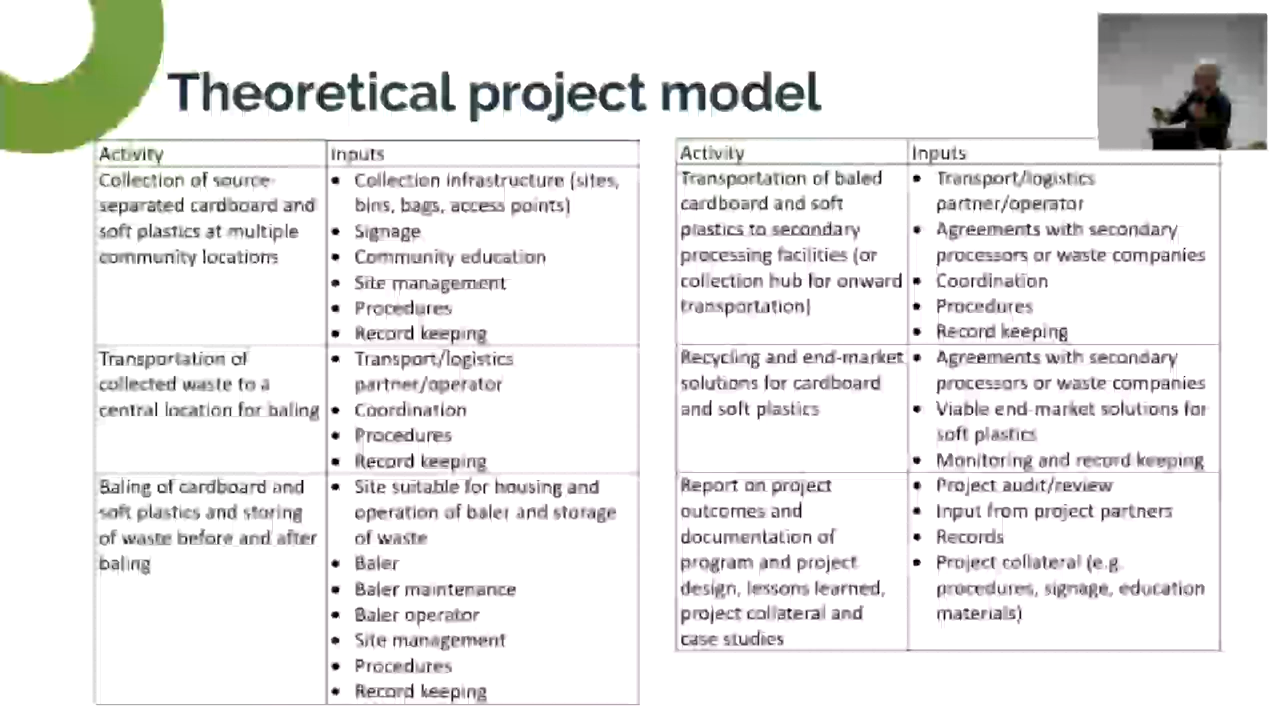 Theoretical project model
Activity
Inputs
Collection of source-
separated cardboard and
soft plastics at multiple
community locations
• Collection infrastructure (sites,
bins, bags, access points)
• Signage
• Community education
• Site management
• Procedures
• Record keeping
Transportation of
collected waste to a
central location for baling
• Transport/logistics
partner/operator
• Coordination
• Procedures
• Record keeping
Baling of cardboard and
soft plastics and storing
of waste before and after
baling
• Site suitable for housing and
operation of baler and storage
of waste
• Baler
• Baler maintenance
• Baler operator
• Site management
• Procedures
• Record keeping
Activity
Inputs
Transportation of baled
cardboard and soft
plastics to secondary
processing facilities (or
collection hub for onward
transportation)
• Transport/logistics
partner/operator
• Agreements with secondary
processors or waste companies
• Coordination
• Procedures
• Record keeping
Recycling and end-market
solutions for cardboard
and soft plastics
• Agreements with secondary
processors or waste companies
• Viable end-market solutions for
soft plastics
• Monitoring and record keeping
Report on project
outcomes and
documentation of
program and project
design, lessons learned,
project collateral and
case studies
• Project audit/review
• Input from project partners
• Records
• Project collateral (e.g.
procedures, signage, education
materials)